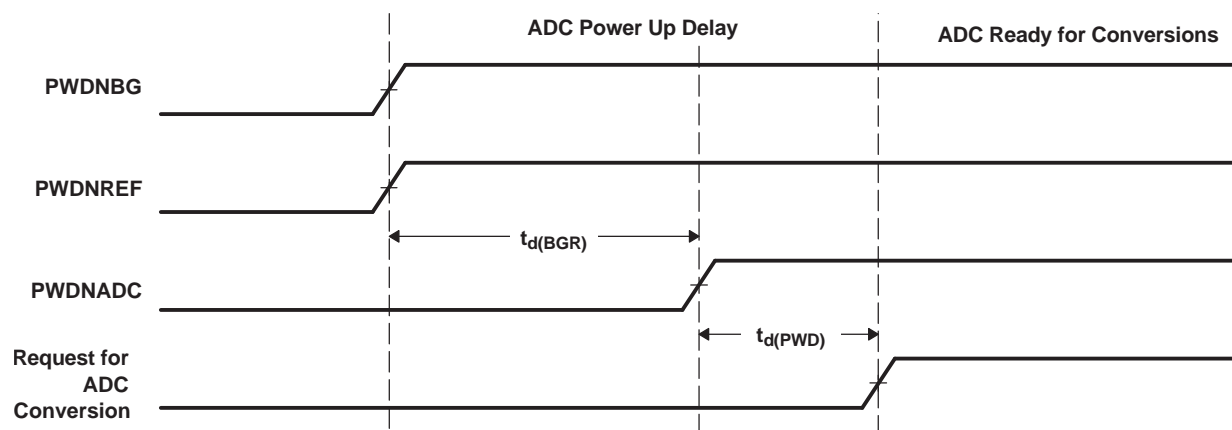 ADC Power Up Delay
ADC Ready for Conversions
PWDNBG
PWDNREF
td(BGR)
PWDNADC
td(PWD)
Request for
ADC
Conversion